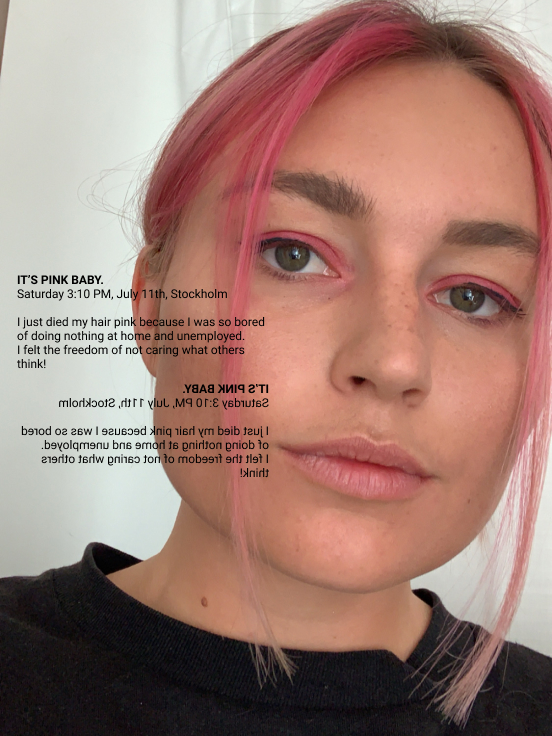 IT'S PINK BABY.
Saturday 3:10 PM, July 11th, Stockholm
I just died my hair pink because I was so bored
of doing nothing at home and unemployed.
I felt the freedom of not caring what others
think!
IT'S PINK BABY.
Saturday 3:10 PM, July 11th, Stockholm
I just died my hair pink because I was so bored
of doing nothing at home and unemployed.
I felt the freedom of not caring what others
think!